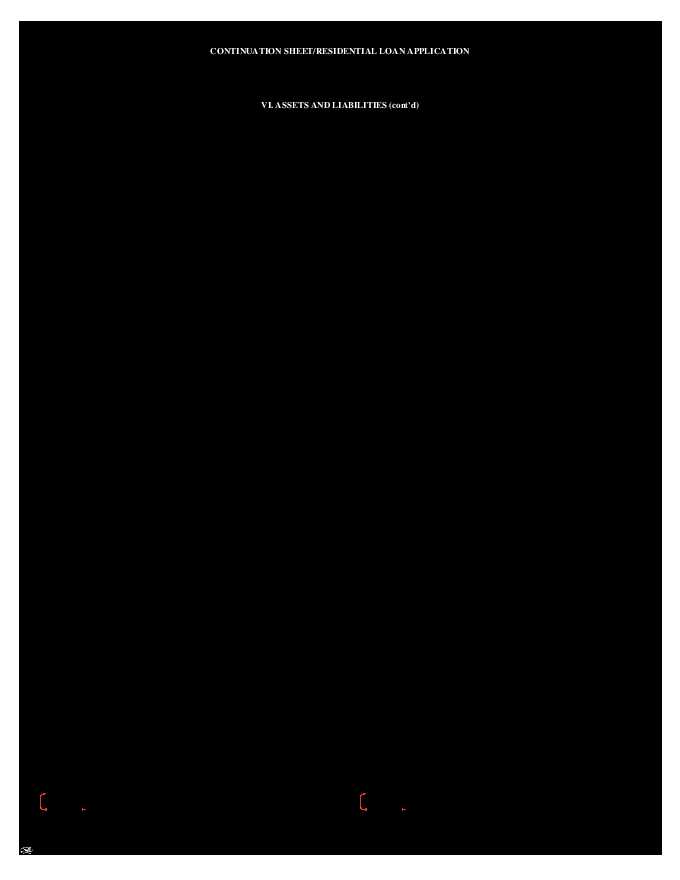 CONTINUATION SHEET/RESIDENTIAL LOAN APPLICATION
VI. ASSETS AND LIABILITIES (cont'd)